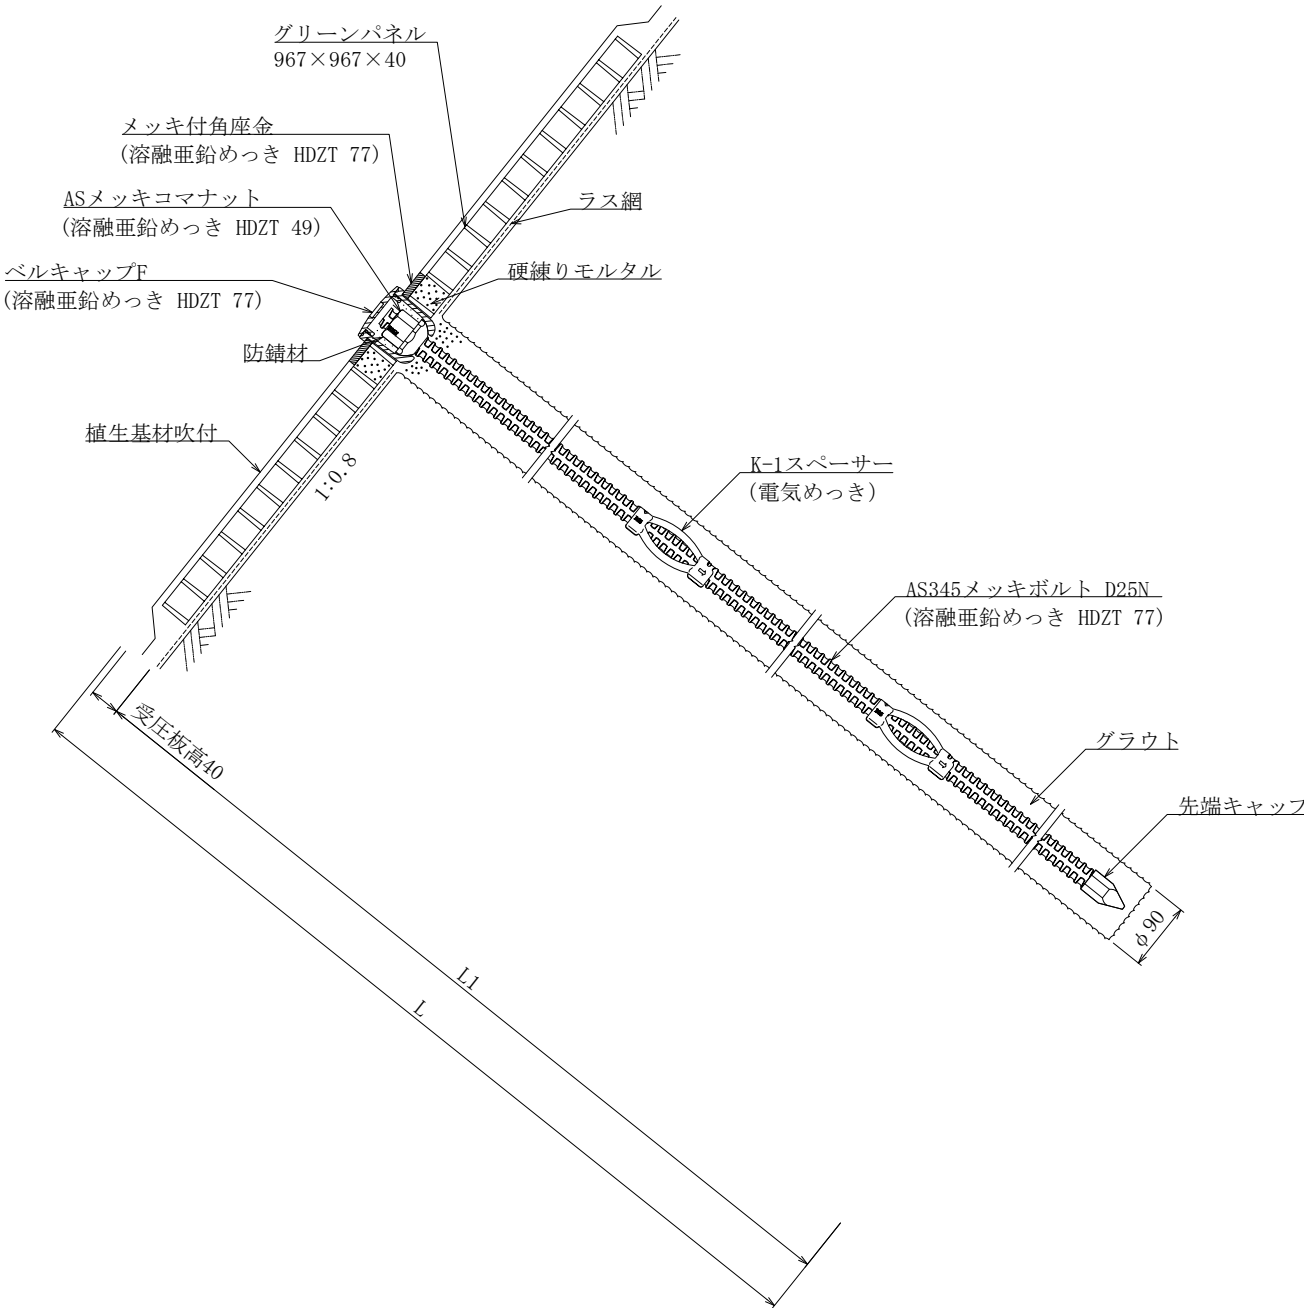 グリーンパネル
967×967×40
メッキ付角座金
(溶融亜鉛めっき HDZT 77)
ASメッキコマナット
(溶融亜鉛めっき HDZT 49)
ラス網
ベルキャップF
(溶融亜鉛めっき HDZT 77)
硬練りモルタル
防錆材
植生基材吹付
1:0.8
K-1スペーサー
(電気めっき)
AS345メッキボルト D25N
(溶融亜鉛めっき HDZT 77)
受圧板高40
グラウト
先端キャップ
φ90
L1
L